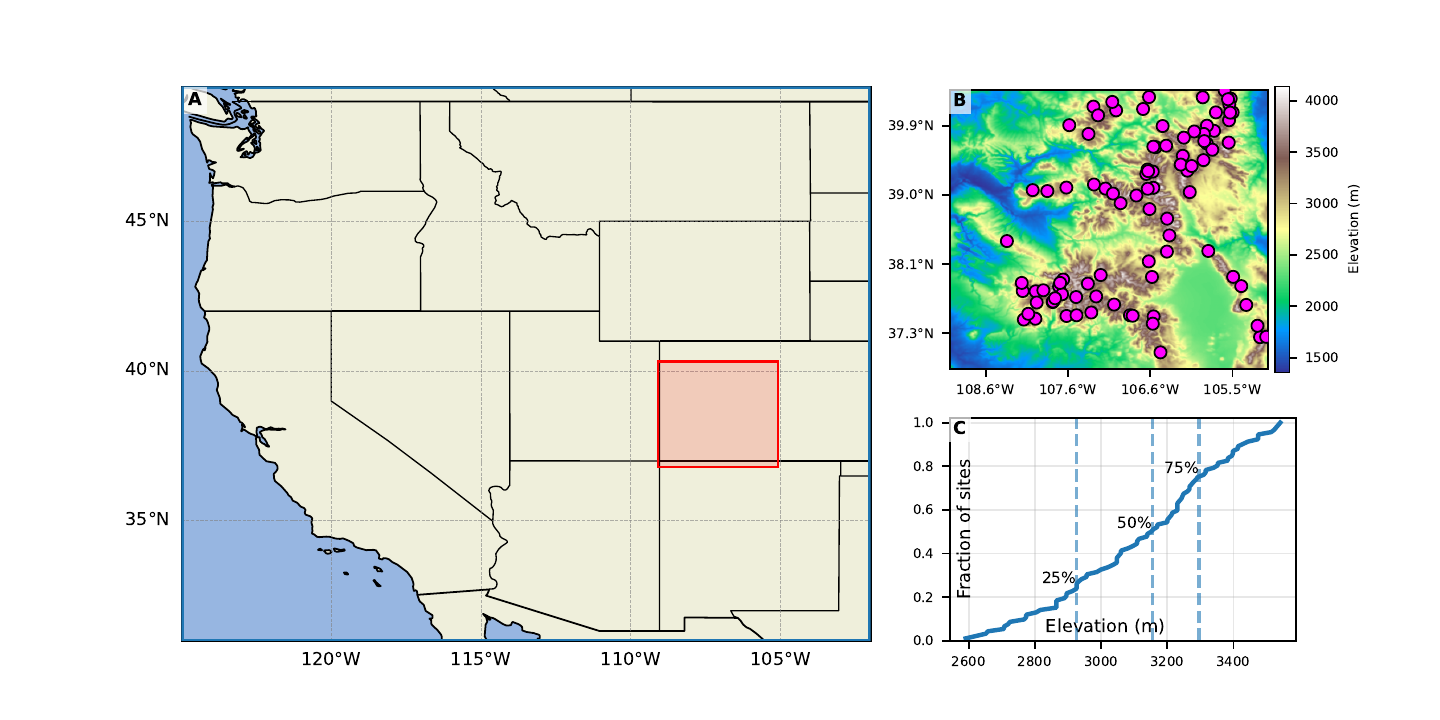 A
45°N
40°N
35°N
120°W
115°W
110°W
105°W
B
39.9°N
39.0°N
38.1°N
37.3°N
108.6°W
107.6°W
106.6°W
105.5°W
4000
3500
3000
2500
2000
1500
Elevation (m)
C
1.0
0.8
0.6
0.4
0.2
0.0
Fraction of sites
75%
50%
25%
Elevation (m)
2600
2800
3000
3200
3400